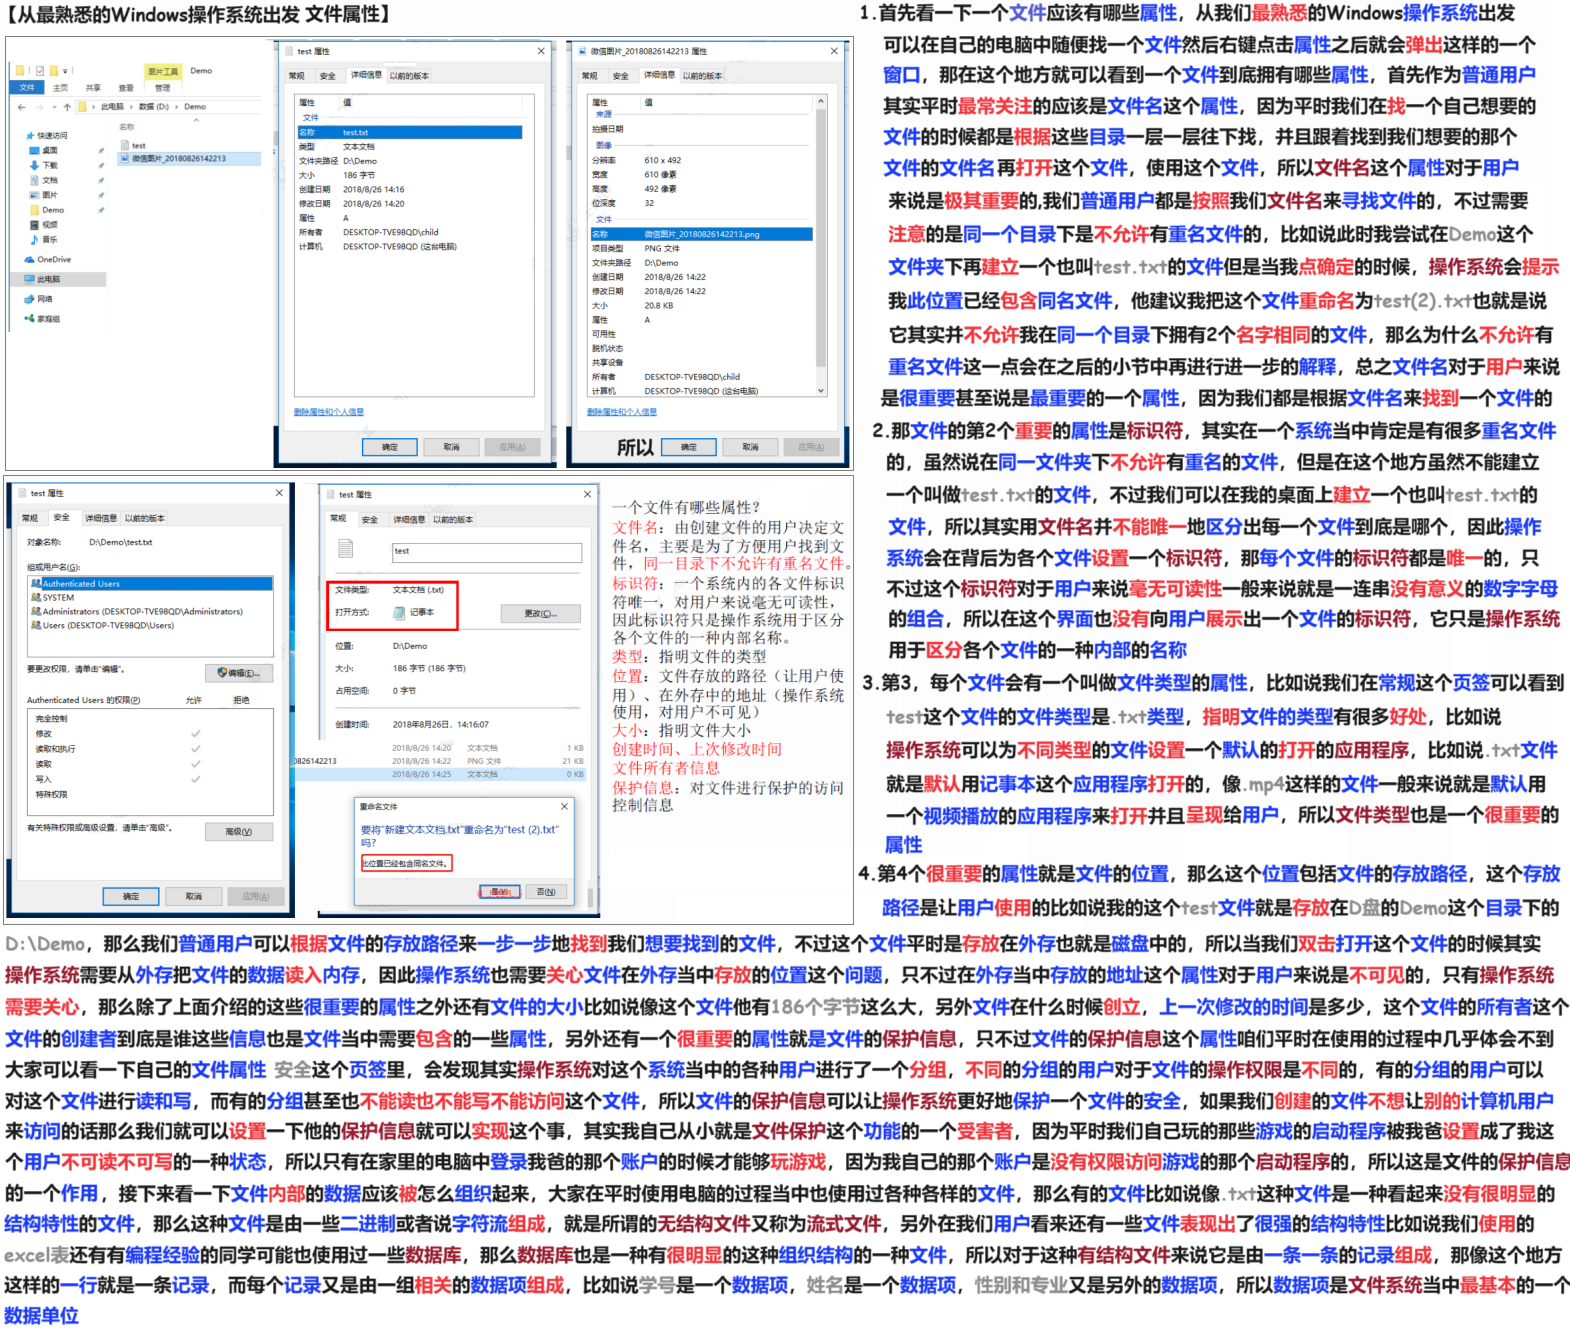 【从最熟悉的Windows操作系统出发 文件属性】
图片工具 Demo
文件 主页 共享 查看 管理
此电脑 › 数据 (D:) › Demo
名称
快速访问
桌面
下载
文档
图片
Demo
视频
音乐
OneDrive
此电脑
网络
家庭组
test
微信图片_20180826142213
test 属性
常规 安全 详细信息 以前的版本
属性 值
文件
名称 test.txt
类型 文本文档
文件夹路径 D:\Demo
大小 186 字节
创建日期 2018/8/26 14:16
修改日期 2018/8/26 14:20
属性 A
所有者 DESKTOP-TVE98QD\child
计算机 DESKTOP-TVE98QD (这台电脑)
删除属性和个人信息
确定 取消 应用(A)
微信图片_20180826142213 属性
常规 安全 详细信息 以前的版本
属性 值
来源
拍摄日期
图像
分辨率 610 x 492
宽度 610 像素
高度 492 像素
位深度 32
文件
名称 微信图片_20180826142213.png
项目类型 PNG 文件
文件夹路径 D:\Demo
创建日期 2018/8/26 14:22
修改日期 2018/8/26 14:22
大小 20.8 KB
属性 A
可用性
脱机状态
共享设备
所有者 DESKTOP-TVE98QD\child
计算机 DESKTOP-TVE98QD (这台电脑)
删除属性和个人信息
所以 确定 取消 应用(A)
test 属性
常规 安全 详细信息 以前的版本
对象名称: D:\Demo\test.txt
组或用户名(G):
Authenticated Users
SYSTEM
Administrators (DESKTOP-TVE98QD\Administrators)
Users (DESKTOP-TVE98QD\Users)
要更改权限，请单击"编辑"。 编辑(E)...
Authenticated Users 的权限(P) 允许 拒绝
完全控制
修改
读取和执行
读取
写入
特殊权限
有关特殊权限或高级设置，请单击"高级"。 高级(V)
确定 取消 应用(A)
test 属性
常规 安全 详细信息 以前的版本
test
文件类型: 文本文档 (.txt)
打开方式: 记事本 更改(C)...
位置: D:\Demo
大小: 186 字节 (186 字节)
占用空间: 0 字节
创建时间: 2018年8月26日，14:16:07
2018/8/26 14:20 文本文档 1 KB
0826142213 2018/8/26 14:22 PNG 文件 21 KB
2018/8/26 14:25 文本文档 0 KB
重命名文件
要将"新建文本文档.txt"重命名为"test (2).txt"
吗?
此位置已经包含同名文件。
是(Y) 否(N)
一个文件有哪些属性？
文件名：由创建文件的用户决定文
件名，主要是为了方便用户找到文
件，同一目录下不允许有重名文件。
标识符：一个系统内的各文件标识
符唯一，对用户来说毫无可读性，
因此标识符只是操作系统用于区分
各个文件的一种内部名称。
类型：指明文件的类型
位置：文件存放的路径（让用户使
用）、在外存中的地址（操作系统
使用，对用户不可见）
大小：指明文件大小
创建时间、上次修改时间
文件所有者信息
保护信息：对文件进行保护的访问
控制信息
1.首先看一下一个文件应该有哪些属性，从我们最熟悉的Windows操作系统出发
可以在自己的电脑中随便找一个文件然后右键点击属性之后就会弹出这样的一个
窗口，那在这个地方就可以看到一个文件到底拥有哪些属性，首先作为普通用户
其实平时最常关注的应该是文件名这个属性，因为平时我们在找一个自己想要的
文件的时候都是根据这些目录一层一层往下找，并且跟着找到我们想要的那个
文件的文件名再打开这个文件，使用这个文件，所以文件名这个属性对于用户
来说是极其重要的,我们普通用户都是按照我们文件名来寻找文件的，不过需要
注意的是同一个目录下是不允许有重名文件的，比如说此时我尝试在Demo这个
文件夹下再建立一个也叫test.txt的文件但是当我点确定的时候，操作系统会提示
我此位置已经包含同名文件，他建议我把这个文件重命名为test(2).txt也就是说
它其实并不允许我在同一个目录下拥有2个名字相同的文件，那么为什么不允许有
重名文件这一点会在之后的小节中再进行进一步的解释，总之文件名对于用户来说
是很重要甚至说是最重要的一个属性，因为我们都是根据文件名来找到一个文件的
2.那文件的第2个重要的属性是标识符，其实在一个系统当中肯定是有很多重名文件
的，虽然说在同一文件夹下不允许有重名的文件，但是在这个地方虽然不能建立
一个叫做test.txt的文件，不过我们可以在我的桌面上建立一个也叫test.txt的
文件，所以其实用文件名并不能唯一地区分出每一个文件到底是哪个，因此操作
系统会在背后为各个文件设置一个标识符，那每个文件的标识符都是唯一的，只
不过这个标识符对于用户来说毫无可读性一般来说就是一连串没有意义的数字字母
的组合，所以在这个界面也没有向用户展示出一个文件的标识符，它只是操作系统
用于区分各个文件的一种内部的名称
3.第3，每个文件会有一个叫做文件类型的属性，比如说我们在常规这个页签可以看到
test这个文件的文件类型是.txt类型，指明文件的类型有很多好处，比如说
操作系统可以为不同类型的文件设置一个默认的打开的应用程序，比如说.txt文件
就是默认用记事本这个应用程序打开的，像.mp4这样的文件一般来说就是默认用
一个视频播放的应用程序来打开并且呈现给用户，所以文件类型也是一个很重要的
属性
4.第4个很重要的属性就是文件的位置，那么这个位置包括文件的存放路径，这个存放
路径是让用户使用的比如说我的这个test文件就是存放在D盘的Demo这个目录下的
D:\Demo，那么我们普通用户可以根据文件的存放路径来一步一步地找到我们想要找到的文件，不过这个文件平时是存放在外存也就是磁盘中的，所以当我们双击打开这个文件的时候其实
操作系统需要从外存把文件的数据读入内存，因此操作系统也需要关心文件在外存当中存放的位置这个问题，只不过在外存当中存放的地址这个属性对于用户来说是不可见的，只有操作系统
需要关心，那么除了上面介绍的这些很重要的属性之外还有文件的大小比如说像这个文件他有186个字节这么大，另外文件在什么时候创立，上一次修改的时间是多少，这个文件的所有者这个
文件的创建者到底是谁这些信息也是文件当中需要包含的一些属性，另外还有一个很重要的属性就是文件的保护信息，只不过文件的保护信息这个属性咱们平时在使用的过程中几乎体会不到
大家可以看一下自己的文件属性 安全这个页签里，会发现其实操作系统对这个系统当中的各种用户进行了一个分组，不同的分组的用户对于文件的操作权限是不同的，有的分组的用户可以
对这个文件进行读和写，而有的分组甚至也不能读也不能写不能访问这个文件，所以文件的保护信息可以让操作系统更好地保护一个文件的安全，如果我们创建的文件不想让别的计算机用户
来访问的话那么我们就可以设置一下他的保护信息就可以实现这个事，其实我自己从小就是文件保护这个功能的一个受害者，因为平时我们自己玩的那些游戏的启动程序被我爸设置成了我这
个用户不可读不可写的一种状态，所以只有在家里的电脑中登录我爸的那个账户的时候才能够玩游戏，因为我自己的那个账户是没有权限访问游戏的那个启动程序的，所以这是文件的保护信息
的一个作用，接下来看一下文件内部的数据应该被怎么组织起来，大家在平时使用电脑的过程当中也使用过各种各样的文件，那么有的文件比如说像.txt这种文件是一种看起来没有很明显的
结构特性的文件，那么这种文件是由一些二进制或者说字符流组成，就是所谓的无结构文件又称为流式文件，另外在我们用户看来还有一些文件表现出了很强的结构特性比如说我们使用的
excel表还有有编程经验的同学可能也使用过一些数据库，那么数据库也是一种有很明显的这种组织结构的一种文件，所以对于这种有结构文件来说它是由一条一条的记录组成，那像这个地方
这样的一行就是一条记录，而每个记录又是由一组相关的数据项组成，比如说学号是一个数据项，姓名是一个数据项，性别和专业又是另外的数据项，所以数据项是文件系统当中最基本的一个
数据单位